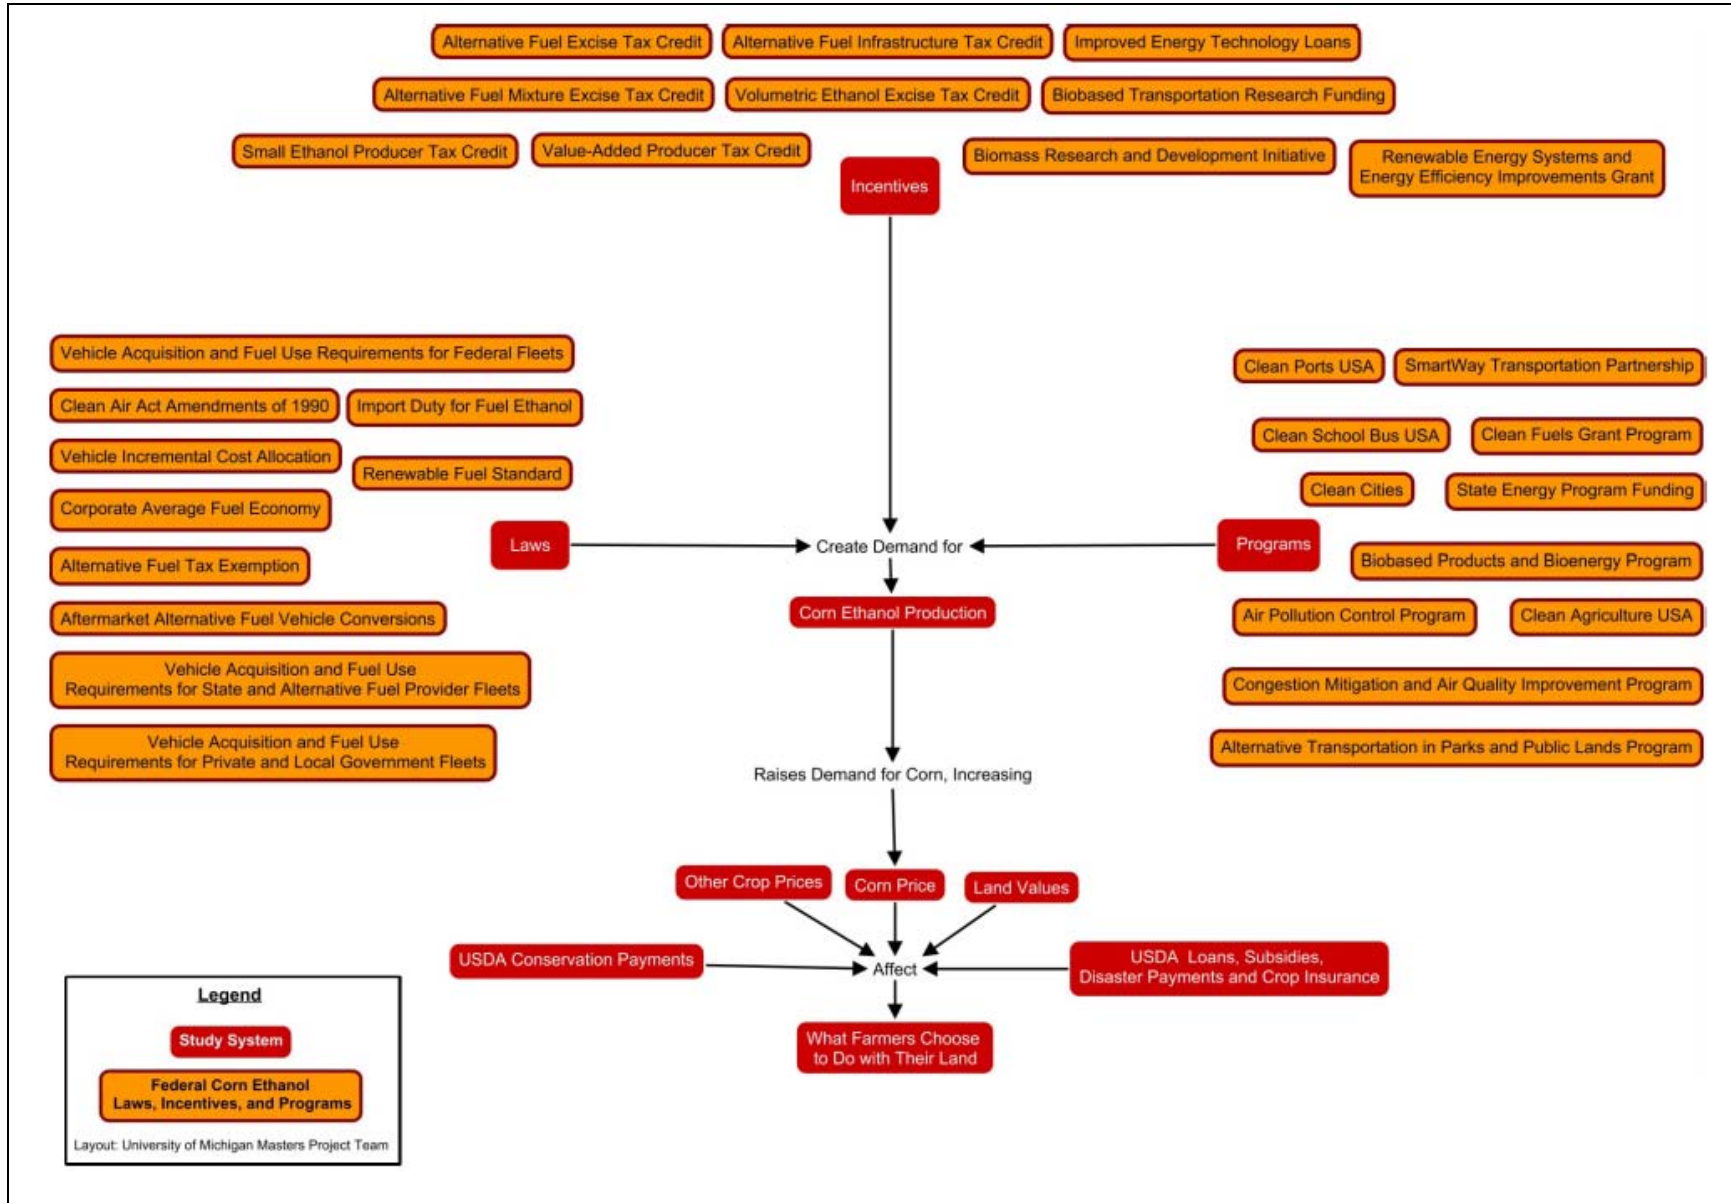 Alternative Fuel Excise Tax Credit
Alternative Fuel Infrastructure Tax Credit
Improved Energy Technology Loans
Alternative Fuel Mixture Excise Tax Credit
Volumetric Ethanol Excise Tax Credit
Biobased Transportation Research Funding
Small Ethanol Producer Tax Credit
Value-Added Producer Tax Credit
Biomass Research and Development Initiative
Renewable Energy Systems and
Energy Efficiency Improvements Grant
Incentives
Vehicle Acquisition and Fuel Use Requirements for Federal Fleets
Clean Air Act Amendments of 1990
Import Duty for Fuel Ethanol
Vehicle Incremental Cost Allocation
Renewable Fuel Standard
Corporate Average Fuel Economy
Laws
Alternative Fuel Tax Exemption
Aftermarket Alternative Fuel Vehicle Conversions
Vehicle Acquisition and Fuel Use
Requirements for State and Alternative Fuel Provider Fleets
Vehicle Acquisition and Fuel Use
Requirements for Private and Local Government Fleets
Clean Ports USA
SmartWay Transportation Partnership
Clean School Bus USA
Clean Fuels Grant Program
Clean Cities
State Energy Program Funding
Programs
Biobased Products and Bioenergy Program
Air Pollution Control Program
Clean Agriculture USA
Congestion Mitigation and Air Quality Improvement Program
Alternative Transportation in Parks and Public Lands Program
Create Demand for
Corn Ethanol Production
Raises Demand for Corn, Increasing
Other Crop Prices
Corn Price
Land Values
USDA Conservation Payments
Affect
USDA Loans, Subsidies,
Disaster Payments and Crop Insurance
What Farmers Choose
to Do with Their Land
Legend
Study System
Federal Corn Ethanol
Laws, Incentives, and Programs
Layout: University of Michigan Masters Project Team